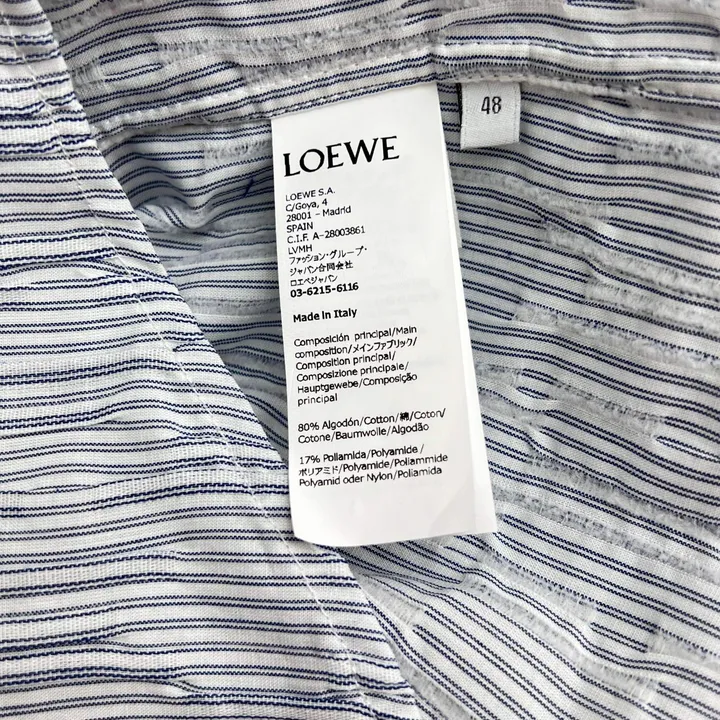 48
LOEWE
LOEWE S.A.
C/Goya, 4
28001 - Madrid
SPAIN
C.I.F. A-28003861
LVMH
ファッション・グループ・
ジャパン合同会社
ロエベジャパン
03-6215-6116
Made in Italy
Composición principal/Main
composition/メインファブリック/
Composition principal/
Composizione principale/
Hauptgewebe/Composição
principal
80% Algodón/Cotton/綿/Coton/
Cotone/Baumwolle/Algodão
17% Poliamida/Polyamide/
ポリアミド/Polyamide/Poliammide
Polyamid oder Nylon/Poliamida